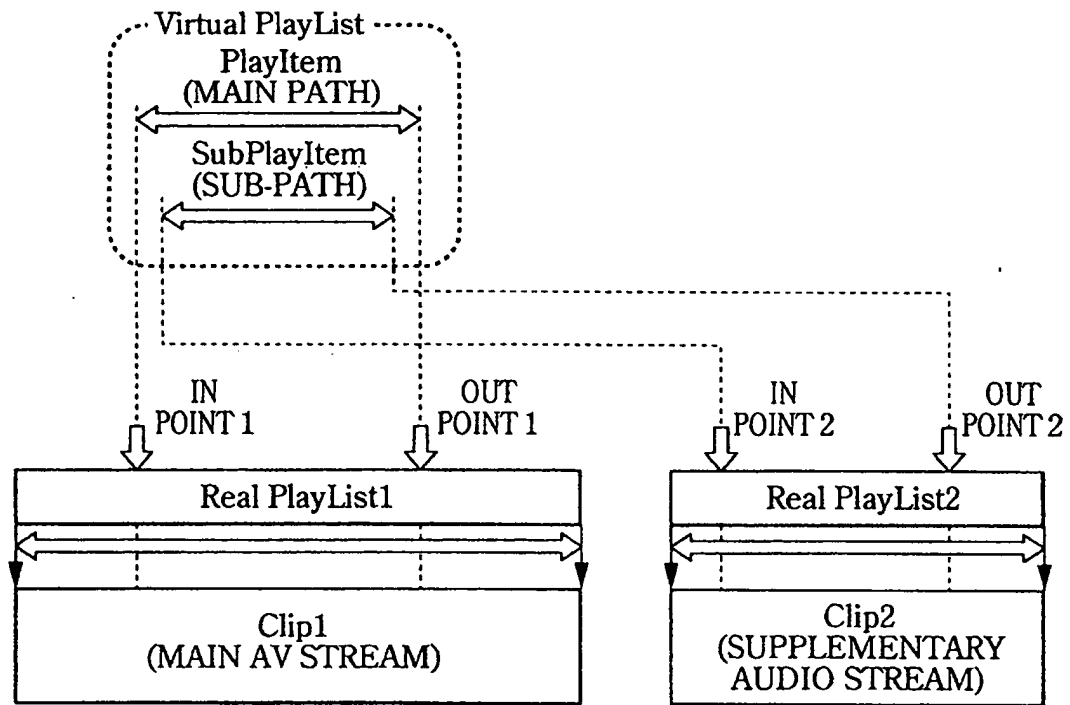 Virtual PlayList
PlayItem
(MAIN PATH)
SubPlayItem
(SUB-PATH)
IN
POINT 1
OUT
POINT 1
IN
POINT 2
OUT
POINT 2
Real PlayList1
Real PlayList2
Clip1
(MAIN AV STREAM)
Clip2
(SUPPLEMENTARY
AUDIO STREAM)